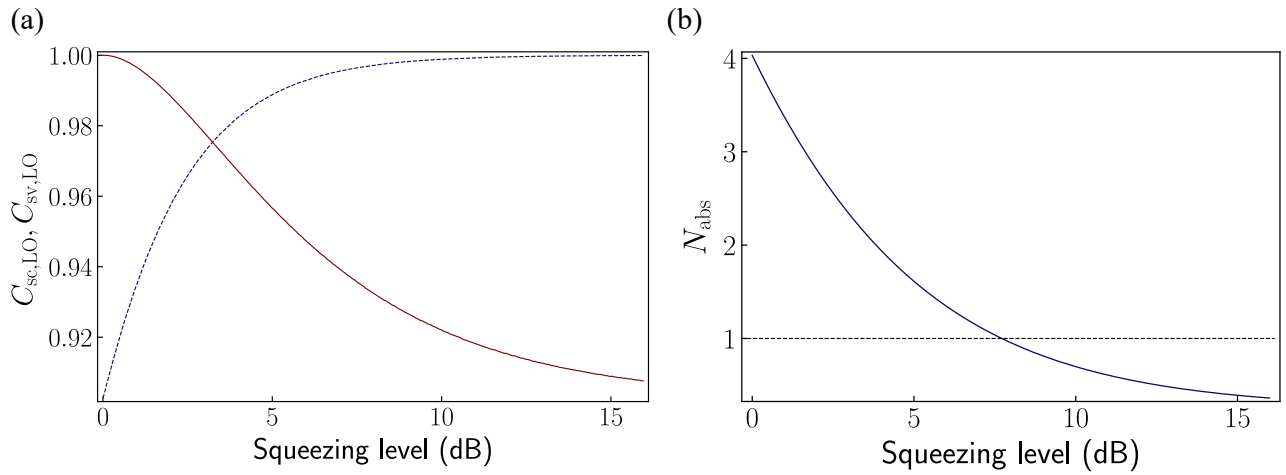 (a)
(b)
1.00
0.98
0.96
0.94
0.92
C_sc,LO, C_sv,LO
0
5
10
15
Squeezing level (dB)
4
3
2
1
N_abs
0
5
10
15
Squeezing level (dB)